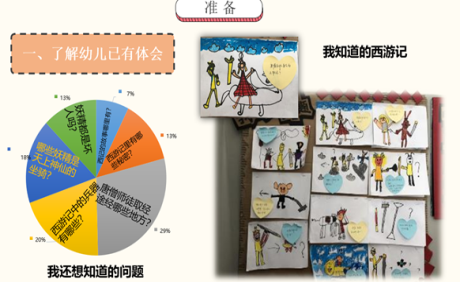 准 备
一、了解幼儿已有体会
我知道的西游记
7%
13%
29%
20%
18%
13%
西游记里有哪
些秘密?
唐僧师徒取经
途经哪些地方?
西游记中的兵器
有哪些?
哪些妖精是
天上神仙的
坐骑?
妖精都是坏
人吗?
我还想知道的问题